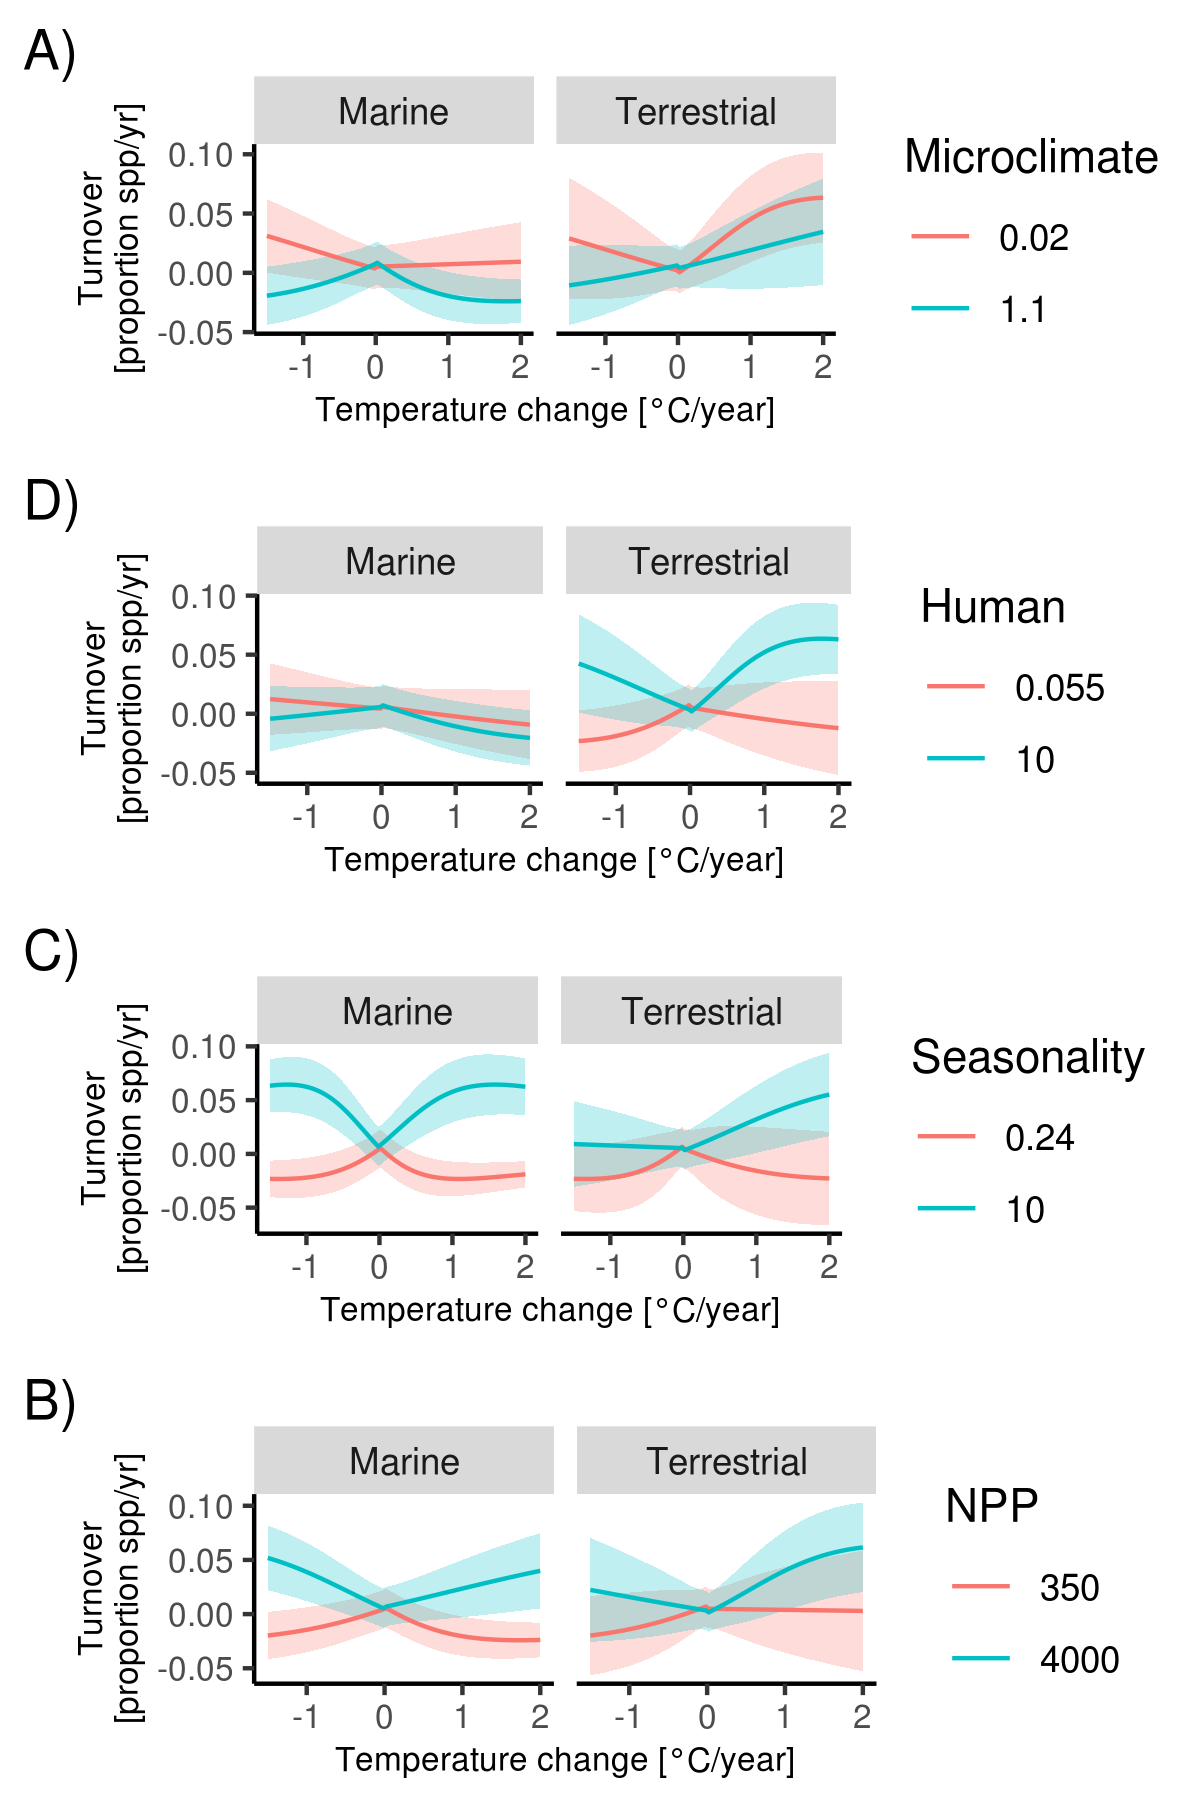 A)
Marine Terrestrial
Turnover
[proportion spp/yr]
0.10
0.05
0.00
-0.05
-1 0 1 2 -1 0 1 2
Temperature change [°C/year]
Microclimate
0.02
1.1
D)
Marine Terrestrial
Turnover
[proportion spp/yr]
0.10
0.05
0.00
-0.05
-1 0 1 2 -1 0 1 2
Temperature change [°C/year]
Human
0.055
10
C)
Marine Terrestrial
Turnover
[proportion spp/yr]
0.10
0.05
0.00
-0.05
-1 0 1 2 -1 0 1 2
Temperature change [°C/year]
Seasonality
0.24
10
B)
Marine Terrestrial
Turnover
[proportion spp/yr]
0.10
0.05
0.00
-0.05
-1 0 1 2 -1 0 1 2
Temperature change [°C/year]
NPP
350
4000